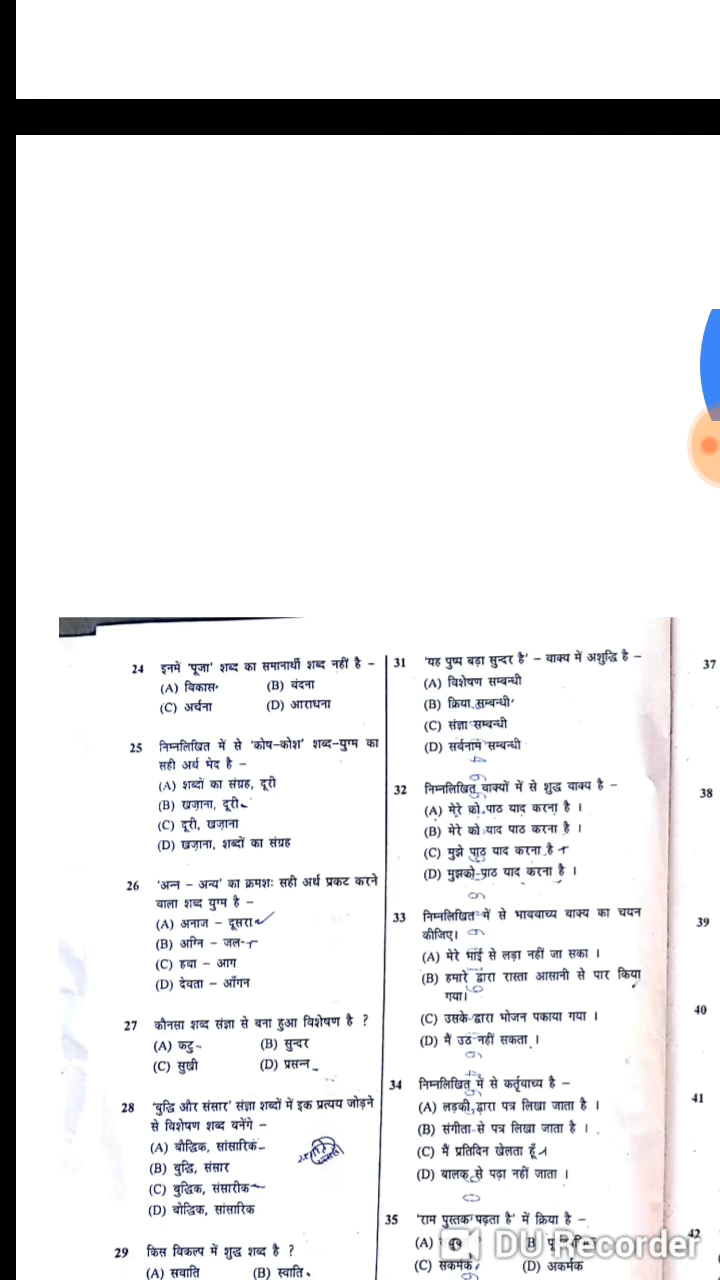 24 इनमें 'पूजा' शब्द का समानार्थी शब्द नहीं है –
(A) विकास (B) वंदना
(C) अर्चना (D) आराधना
25 निम्नलिखित में से 'कोष-कोश' शब्द-युग्म का
सही अर्थ भेद है –
(A) शब्दों का संग्रह, दूरी
(B) खज़ाना, दूरी
(C) दूरी, खज़ाना
(D) खज़ाना, शब्दों का संग्रह
26 'अन्न – अन्य' का क्रमशः सही अर्थ प्रकट करने
वाला शब्द युग्म है –
(A) अनाज – दूसरा
(B) अग्नि – जल
(C) हवा – आग
(D) देवता – आँगन
27 कौनसा शब्द संज्ञा से बना हुआ विशेषण है ?
(A) कटु (B) सुन्दर
(C) सुखी (D) प्रसन्न
28 'बुद्धि और संसार' संज्ञा शब्दों में इक प्रत्यय जोड़ने
से विशेषण शब्द बनेंगे –
(A) बौद्धिक, सांसारिक
(B) बुद्धि, संसार
(C) बुद्धिक, संसारीक
(D) बोद्धिक, सांसारिक
29 किस विकल्प में शुद्ध शब्द है ?
(A) सवाति (B) स्वाति
31 'यह पुष्प बड़ा सुन्दर है' – वाक्य में अशुद्धि है –
(A) विशेषण सम्बन्धी
(B) क्रिया सम्बन्धी
(C) संज्ञा सम्बन्धी
(D) सर्वनाम सम्बन्धी
32 निम्नलिखित वाक्यों में से शुद्ध वाक्य है –
(A) मेरे को पाठ याद करना है ।
(B) मेरे को याद पाठ करना है ।
(C) मुझे पाठ याद करना है
(D) मुझको पाठ याद करना है ।
33 निम्नलिखित में से भाववाच्य वाक्य का चयन
कीजिए।
(A) मेरे भाई से लड़ा नहीं जा सका ।
(B) हमारे द्वारा रास्ता आसानी से पार किया
गया।
(C) उसके द्वारा भोजन पकाया गया ।
(D) मैं उठ नहीं सकता ।
34 निम्नलिखित में से कर्तृवाच्य है –
(A) लड़की द्वारा पत्र लिखा जाता है ।
(B) संगीता से पत्र लिखा जाता है ।
(C) मैं प्रतिदिन खेलता हूँ
(D) बालक से पढ़ा नहीं जाता ।
35 'राम पुस्तक पढ़ता है' में क्रिया है –
(A) (B)
(C) सकर्मक (D) अकर्मक
37
38
39
40
41
42
DU Recorder